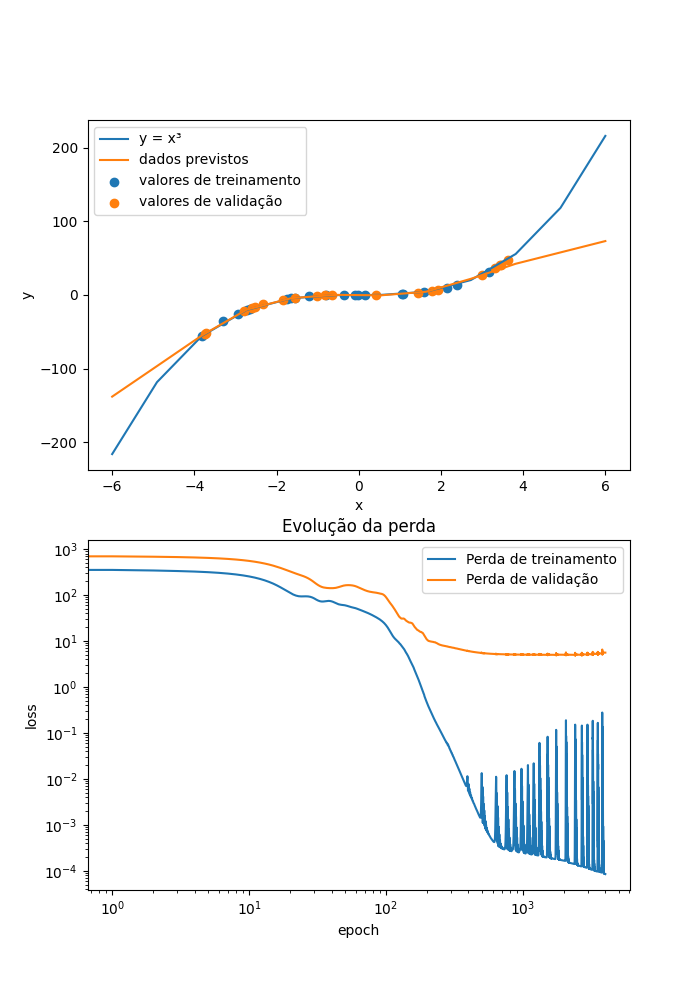 y = x³
dados previstos
valores de treinamento
valores de validação
200
100
0
−100
−200
y
−6
−4
−2
0
2
4
6
x
Evolução da perda
Perda de treinamento
Perda de validação
10³
10²
10¹
10⁰
10⁻¹
10⁻²
10⁻³
10⁻⁴
loss
10⁰
10¹
10²
10³
epoch